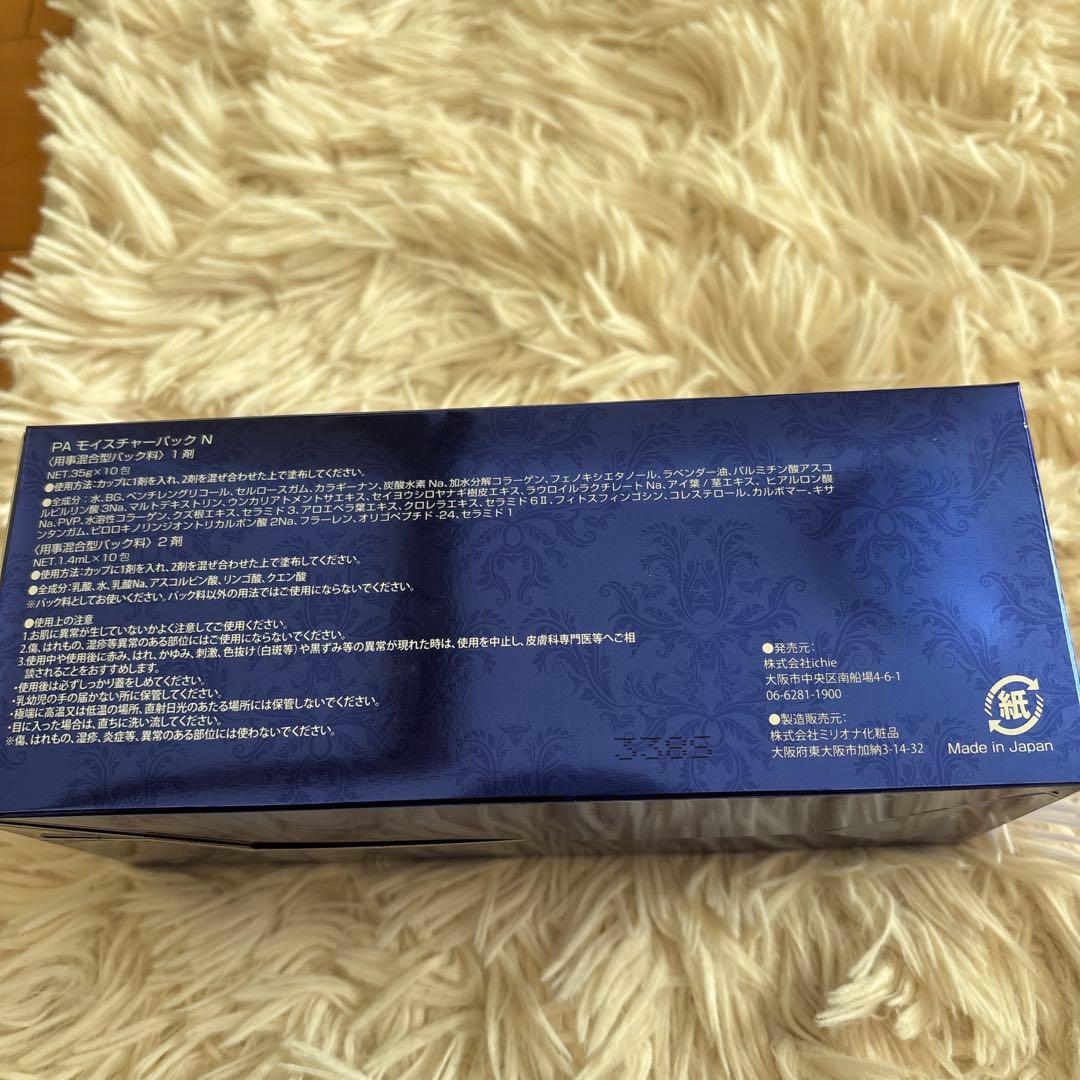 PA モイスチャーパック N
〈用事混合型パック料〉1剤
NET.35g×10包
●使用方法:カップに1剤を入れ、2剤を混ぜ合わせた上で塗布してください。
●全成分：水、BG、ペンチレングリコール、セルロースガム、カラギーナン、炭酸水素Na、加水分解コラーゲン、フェノキシエタノール、ラベンダー油、パルミチン酸アスコ
ルビルリン酸3Na、マルトデキストリン、ウンカリアトメントサエキス、セイヨウシロヤナギ樹皮エキス、ラウロイルラクチレートNa、アイ葉/茎エキス、ヒアルロン酸
Na、PVP、水溶性コラーゲン、クズ根エキス、セラミド3、アロエベラ葉エキス、クロレラエキス、セラミド6Ⅱ、フィトスフィンゴシン、コレステロール、カルボマー、キサ
ンタンガム、ピロロキノリンジオントリカルボン酸2Na、フラーレン、オリゴペプチド-24、セラミド1
〈用事混合型パック料〉2剤
NET.1.4mL×10包
●使用方法:カップに1剤を入れ、2剤を混ぜ合わせた上で塗布してください。
●全成分：乳酸、水、乳酸Na、アスコルビン酸、リンゴ酸、クエン酸
※パック料としてお使いください。パック料以外の用法ではご使用にならないでください。
●使用上の注意
1.お肌に異常が生じていないかよく注意してご使用ください。
2.傷、はれもの、湿疹等異常のある部位にはご使用にならないでください。
3.使用中や使用後に赤み、はれ、かゆみ、刺激、色抜け(白斑等)や黒ずみ等の異常が現れた時は、使用を中止し、皮膚科専門医等へご相
談されることをおすすめします。
・使用後は必ずしっかり蓋をしめてください。
・乳幼児の手の届かない所に保管してください。
・極端に高温又は低温の場所、直射日光のあたる場所には保管しないでください。
・目に入った場合は、直ちに洗い流してください。
※傷、はれもの、湿疹、炎症等、異常のある部位には使わないでください。
3385
●発売元：
株式会社ichie
大阪市中央区南船場4-6-1
06-6281-1900
●製造販売元：
株式会社ミリオナ化粧品
大阪府東大阪市加納3-14-32
紙
Made in Japan